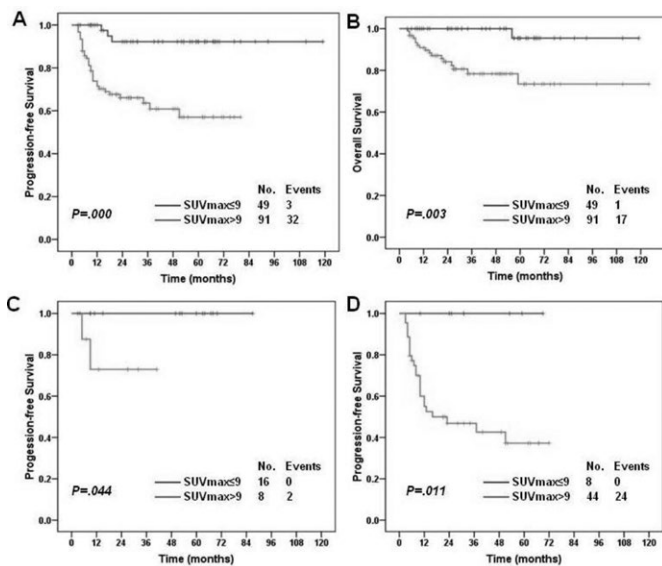 A
Progression-free Survival
1.0
0.8
0.6
0.4
0.2
0.0
No. Events
SUVmax≤9 49 3
SUVmax>9 91 32
P=.000
0 12 24 36 48 60 72 84 96 108 120
Time (months)
B
Overall Survival
1.0
0.8
0.6
0.4
0.2
0.0
No. Events
SUVmax≤9 49 1
SUVmax>9 91 17
P=.003
0 12 24 36 48 60 72 84 96 108 120
Time (months)
C
Progession-free Survival
1.0
0.8
0.6
0.4
0.2
0.0
No. Events
SUVmax≤9 16 0
SUVmax>9 8 2
P=.044
0 12 24 36 48 60 72 84 96 108 120
Time (months)
D
Progession-free Survival
1.0
0.8
0.6
0.4
0.2
0.0
No. Events
SUVmax≤9 8 0
SUVmax>9 44 24
P=.011
0 12 24 36 48 60 72 84 96 108 120
Time (months)